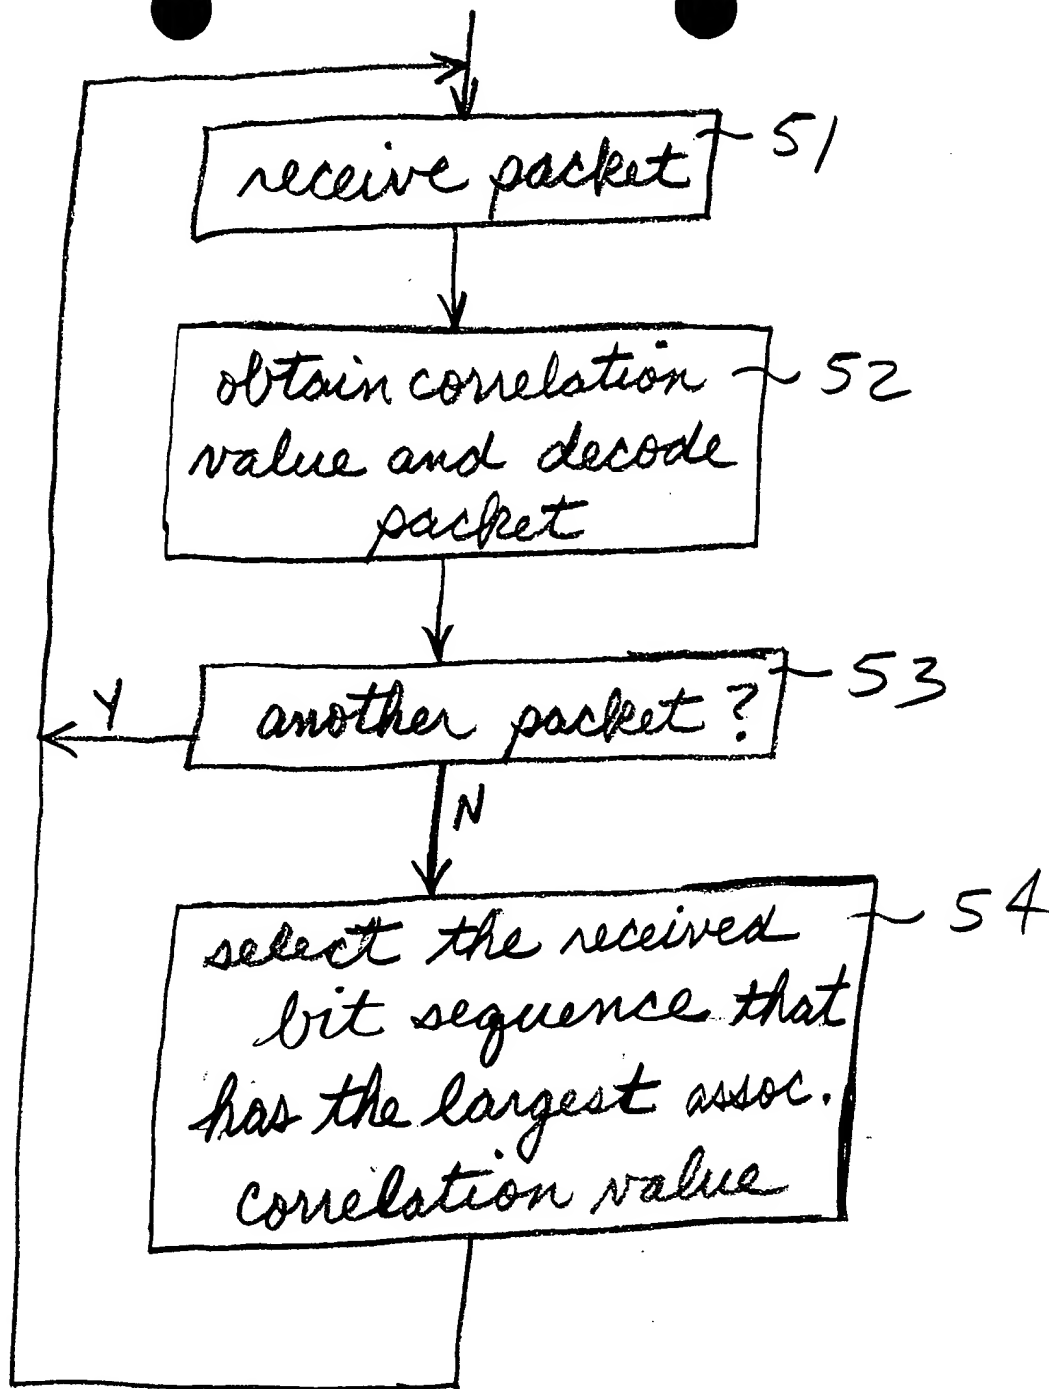 receive packet 51
obtain correlation 52
value and decode
packet
another packet? 53
Y
N
select the received 54
bit sequence that
has the largest assoc.
correlation value